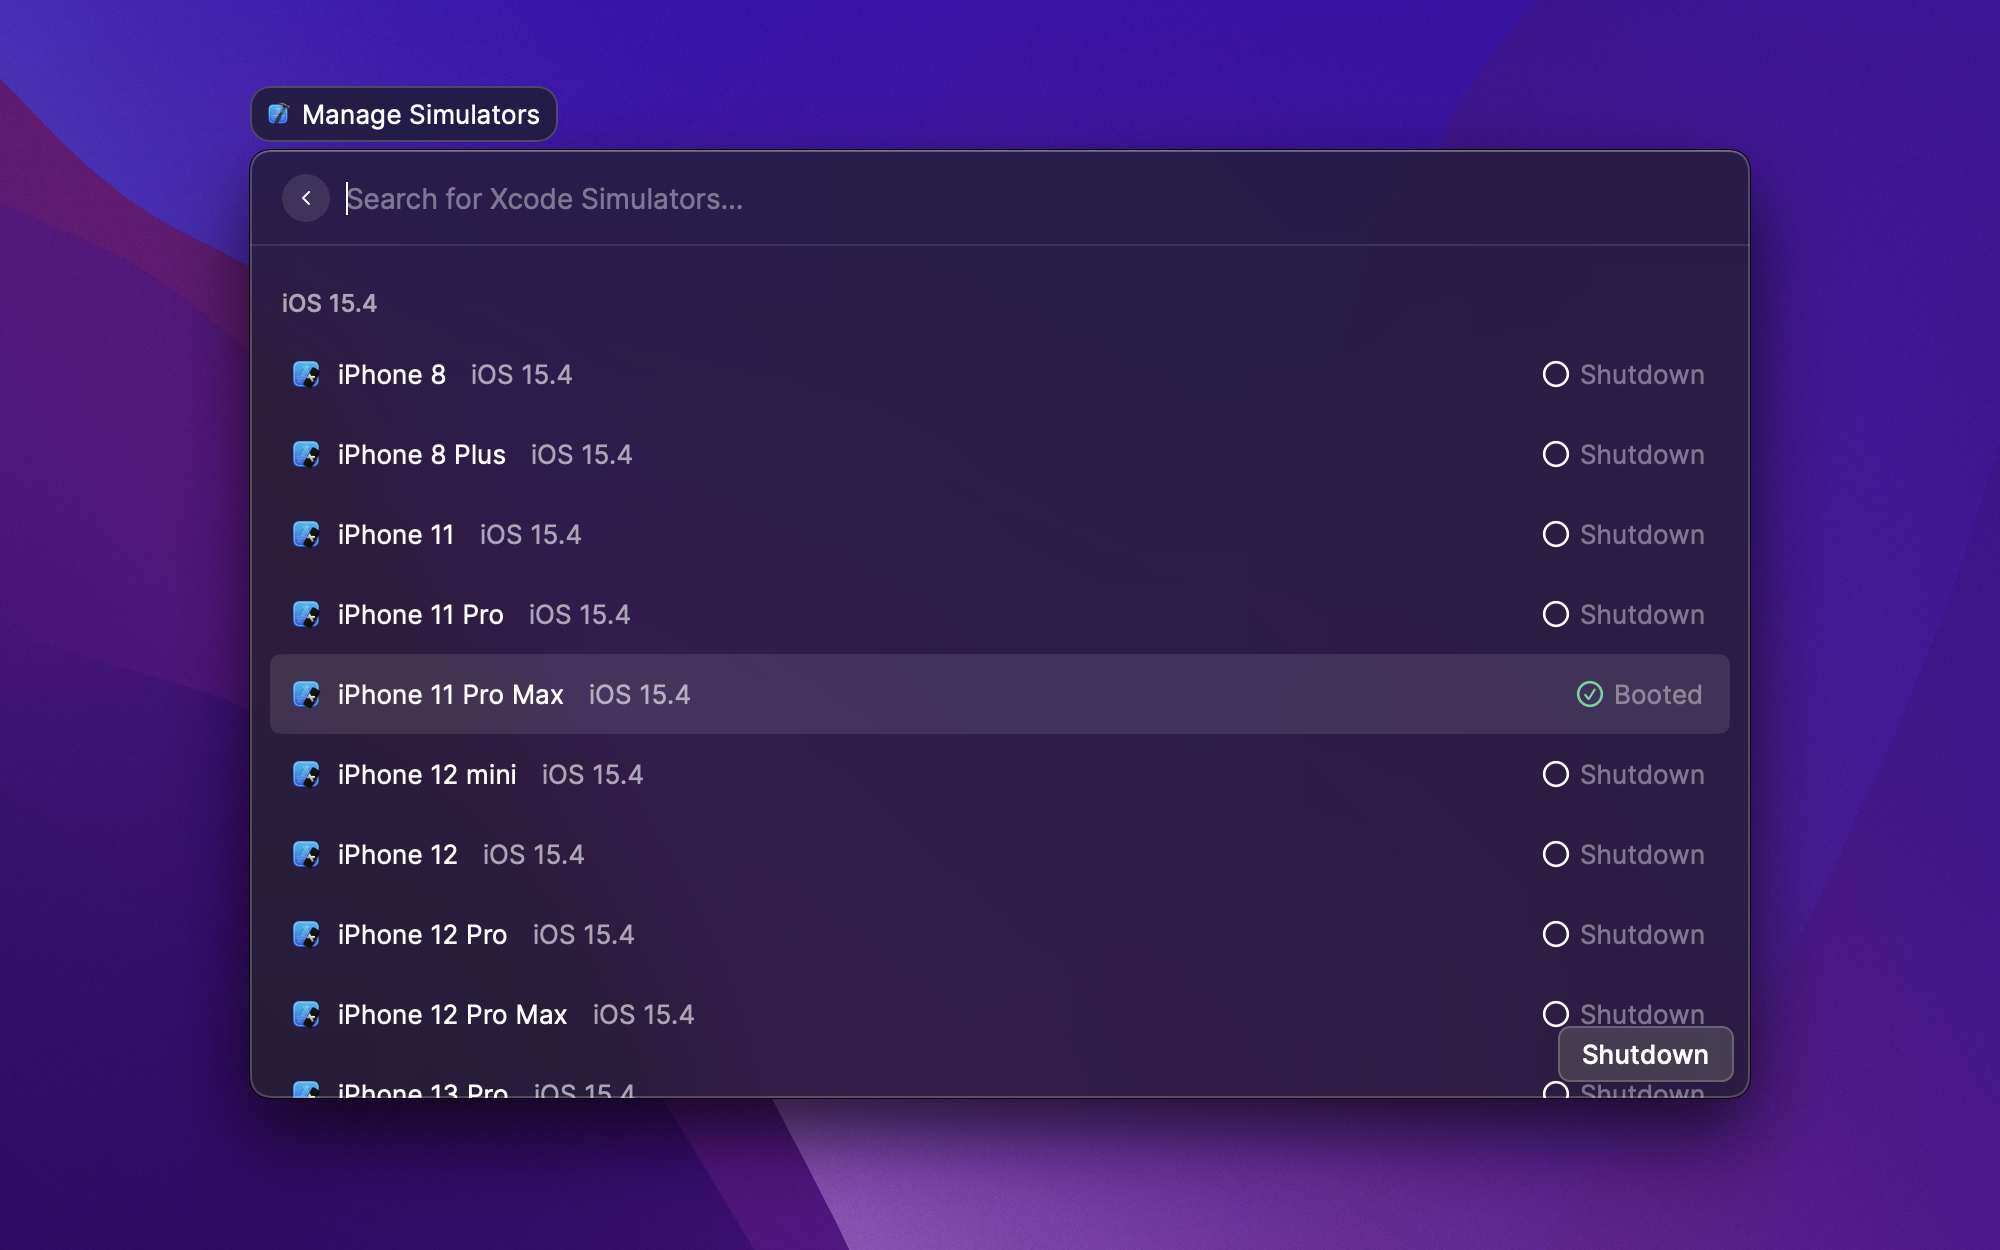 Manage Simulators
Search for Xcode Simulators...
iOS 15.4
iPhone 8 iOS 15.4 Shutdown
iPhone 8 Plus iOS 15.4 Shutdown
iPhone 11 iOS 15.4 Shutdown
iPhone 11 Pro iOS 15.4 Shutdown
iPhone 11 Pro Max iOS 15.4 Booted
iPhone 12 mini iOS 15.4 Shutdown
iPhone 12 iOS 15.4 Shutdown
iPhone 12 Pro iOS 15.4 Shutdown
iPhone 12 Pro Max iOS 15.4 Shutdown
Shutdown
iPhone 13 Pro iOS 15.4 Shutdown